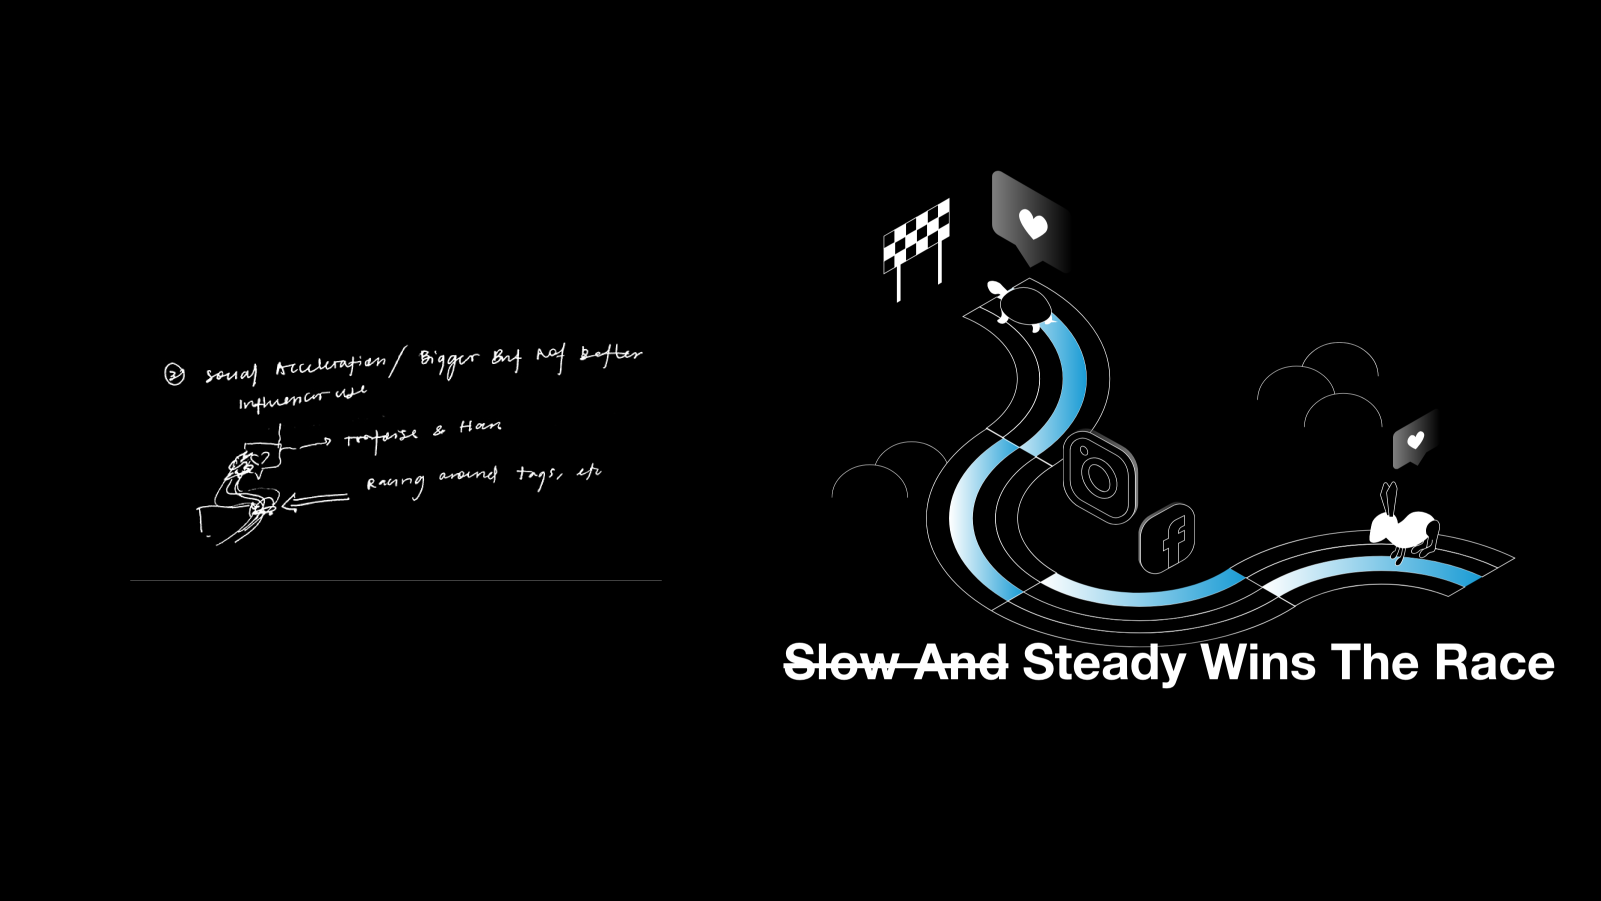 ② Social Acceleration / Bigger But Not Better
Influencer use
Tortoise & Hare
Racing around tags, etc
Slow And Steady Wins The Race